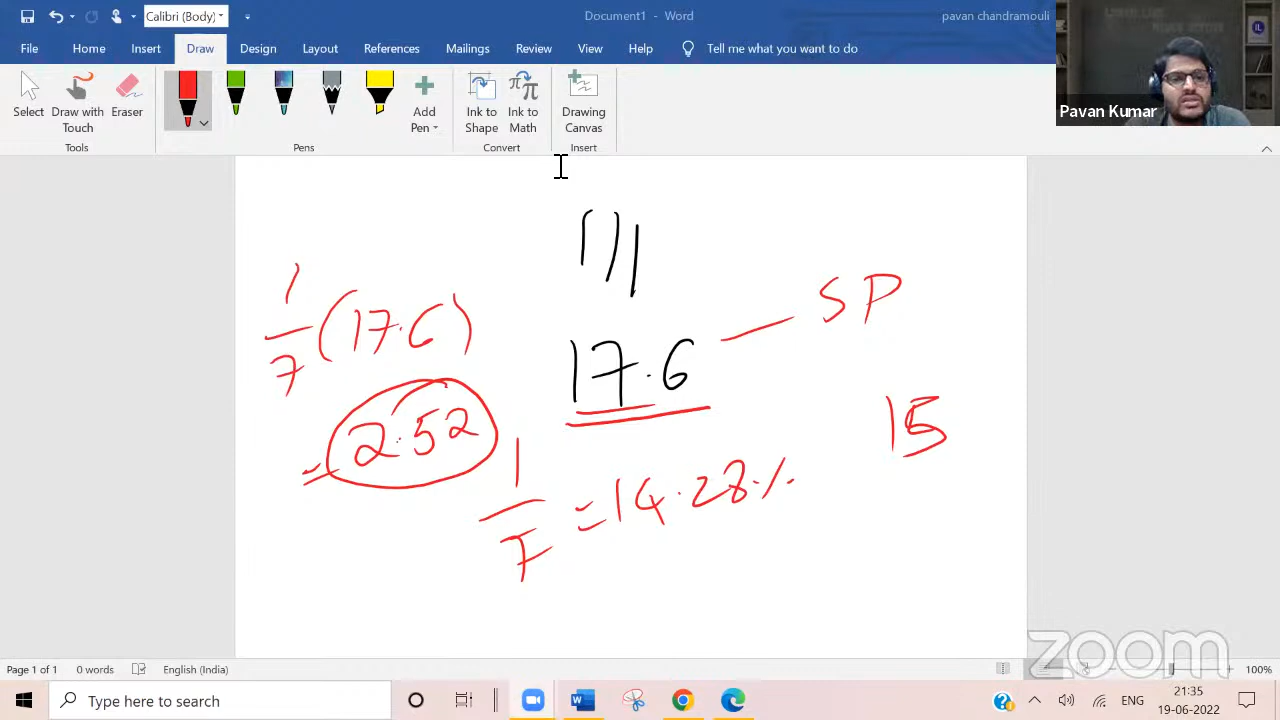 Calibri (Body)
Document1 - Word
pavan chandramouli
File Home Insert Draw Design Layout References Mailings Review View Help Tell me what you want to do
Select
Draw with Touch
Eraser
Add Pen
Ink to Shape
Ink to Math
Drawing Canvas
Tools
Pens
Convert
Insert
Pavan Kumar
IL
1/7 (17.6)
= 2.52
17.6
SP
15
1/7 = 14.28%
zoom
Page 1 of 1 0 words English (India) 100%
Type here to search
ENG
21:35
19-06-2022